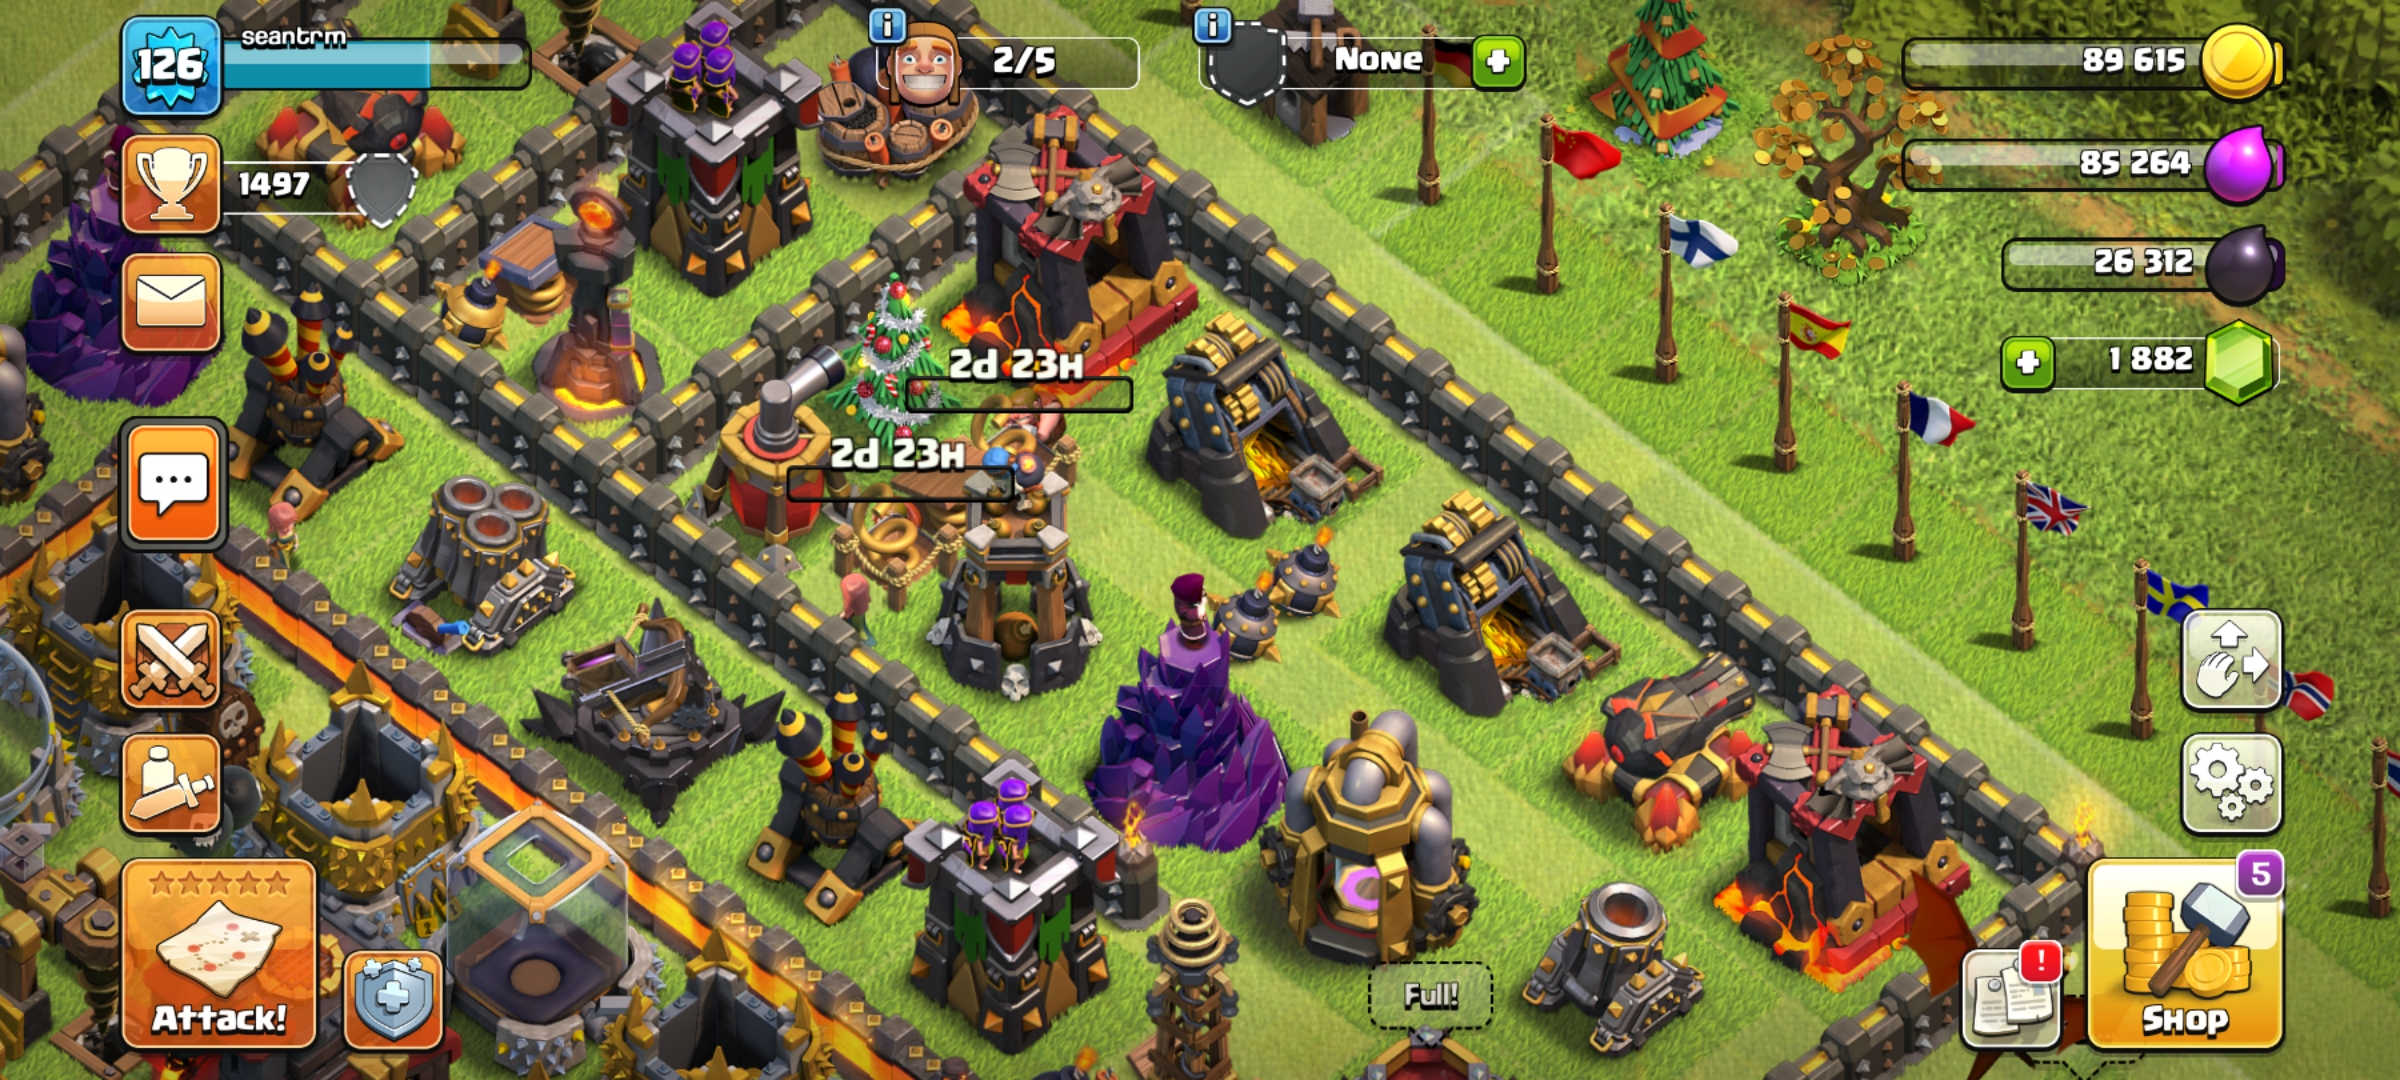 126
seantrm
i
2/5
i
None
89 615
1497
85 264
26 312
2d 23H
1 882
2d 23H
5
Full!
!
Attack!
Shop